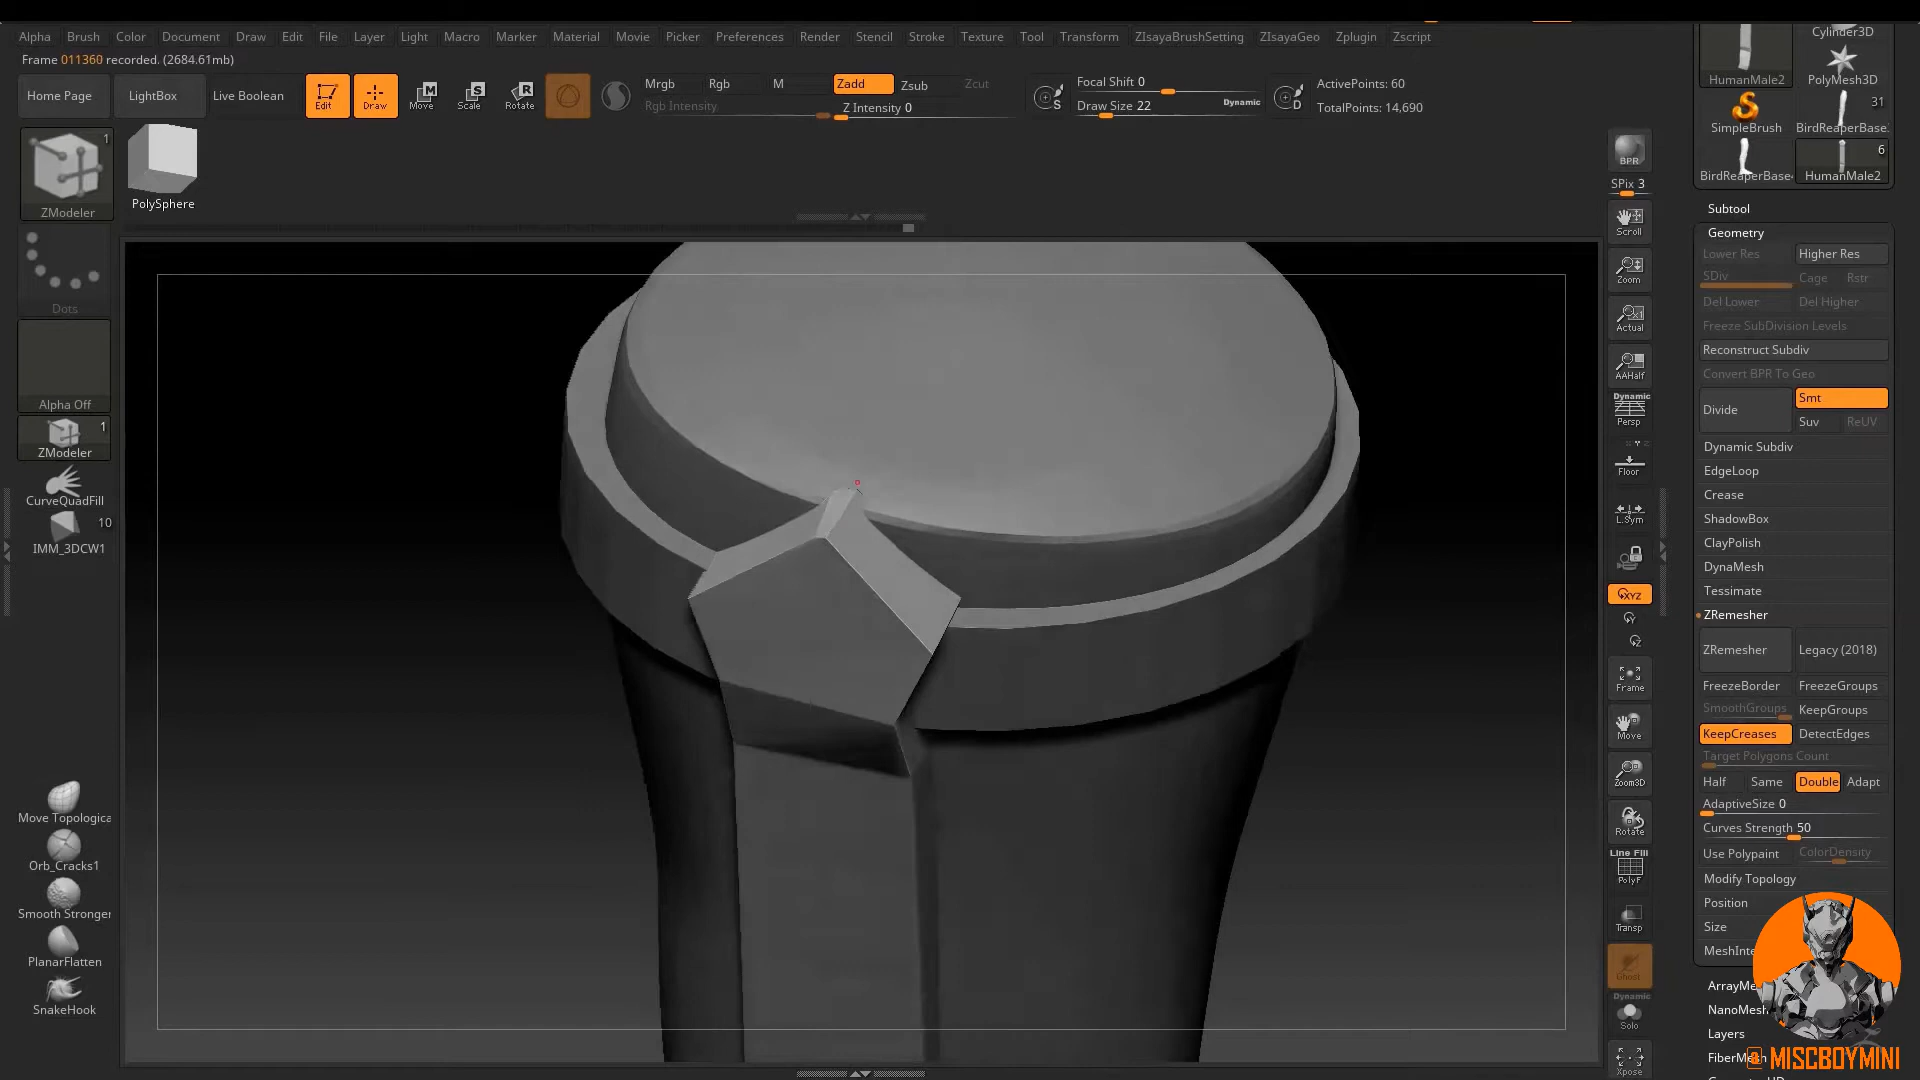 Alpha Brush Color Document Draw Edit File Layer Light Macro Marker Material Movie Picker Preferences Render Stencil Stroke Texture Tool Transform ZIsayaBrushSetting ZIsayaGeo Zplugin Zscript
Frame 011360 recorded. (2684.61mb)
Home Page LightBox Live Boolean Edit Draw Move Scale Rotate
Mrgb Rgb M Zadd Zsub Zcut
Rgb Intensity Z Intensity 0
Focal Shift 0
Draw Size 22 Dynamic
ActivePoints: 60
TotalPoints: 14,690
1
ZModeler
PolySphere
Dots
Alpha Off
1
ZModeler
CurveQuadFill
10
IMM_3DCW1
Move Topologica
Orb_Cracks1
Smooth Stronger
PlanarFlatten
SnakeHook
BPR
SPix 3
Scroll
Zoom
Actual
AAHalf
Dynamic
Persp
Floor
L.Sym
XYZ
Frame
Move
Zoom3D
Rotate
Line Fill
PolyF
Transp
Ghost
Dynamic
Solo
Xpose
Cylinder3D
HumanMale2 PolyMesh3D
31
SimpleBrush BirdReaperBase
6
BirdReaperBase HumanMale2
Subtool
Geometry
Lower Res Higher Res
SDiv Cage Rstr
Del Lower Del Higher
Freeze SubDivision Levels
Reconstruct Subdiv
Convert BPR To Geo
Divide Smt
Suv ReUV
Dynamic Subdiv
EdgeLoop
Crease
ShadowBox
ClayPolish
DynaMesh
Tessimate
ZRemesher
ZRemesher Legacy (2018)
FreezeBorder FreezeGroups
SmoothGroups KeepGroups
KeepCreases DetectEdges
Target Polygons Count
Half Same Double Adapt
AdaptiveSize 0
Curves Strength 50
Use Polypaint ColorDensity
Modify Topology
Position
Size
MeshInte
ArrayMe
NanoMesh
Layers
FiberMesh
MISCBOYMINI